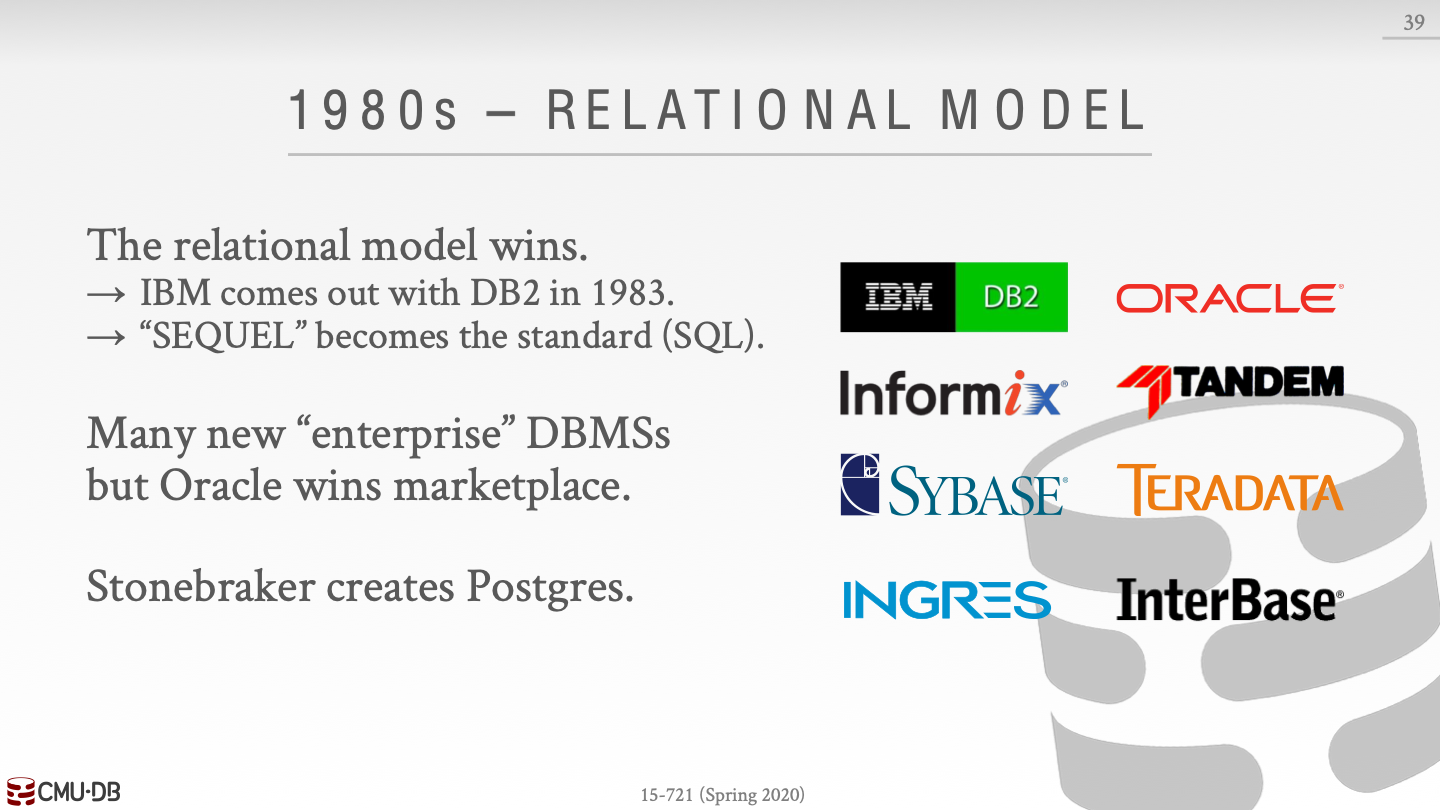 39
1980s – RELATIONAL MODEL
The relational model wins.
→ IBM comes out with DB2 in 1983.
→ “SEQUEL” becomes the standard (SQL).
Many new “enterprise” DBMSs
but Oracle wins marketplace.
Stonebraker creates Postgres.
IBM DB2
ORACLE®
Informix®
TANDEM
SYBASE®
TERADATA
INGRES
InterBase®
CMU·DB
15-721 (Spring 2020)